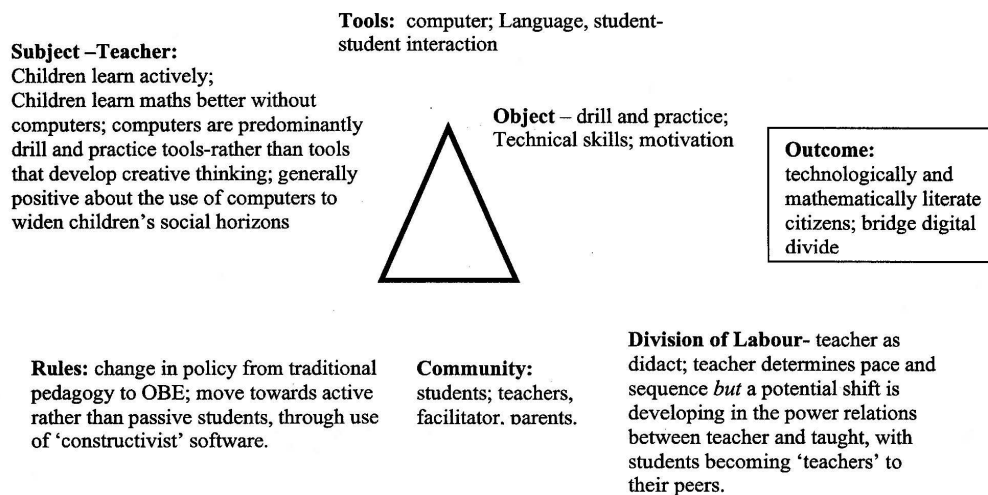 Tools: computer; Language, student-
student interaction
Subject –Teacher:
Children learn actively;
Children learn maths better without
computers; computers are predominantly
drill and practice tools-rather than tools
that develop creative thinking; generally
positive about the use of computers to
widen children's social horizons
Object – drill and practice;
Technical skills; motivation
Outcome:
technologically and
mathematically literate
citizens; bridge digital
divide
Rules: change in policy from traditional
pedagogy to OBE; move towards active
rather than passive students, through use
of 'constructivist' software.
Community:
students; teachers,
facilitator, parents.
Division of Labour- teacher as
didact; teacher determines pace and
sequence but a potential shift is
developing in the power relations
between teacher and taught, with
students becoming 'teachers' to
their peers.